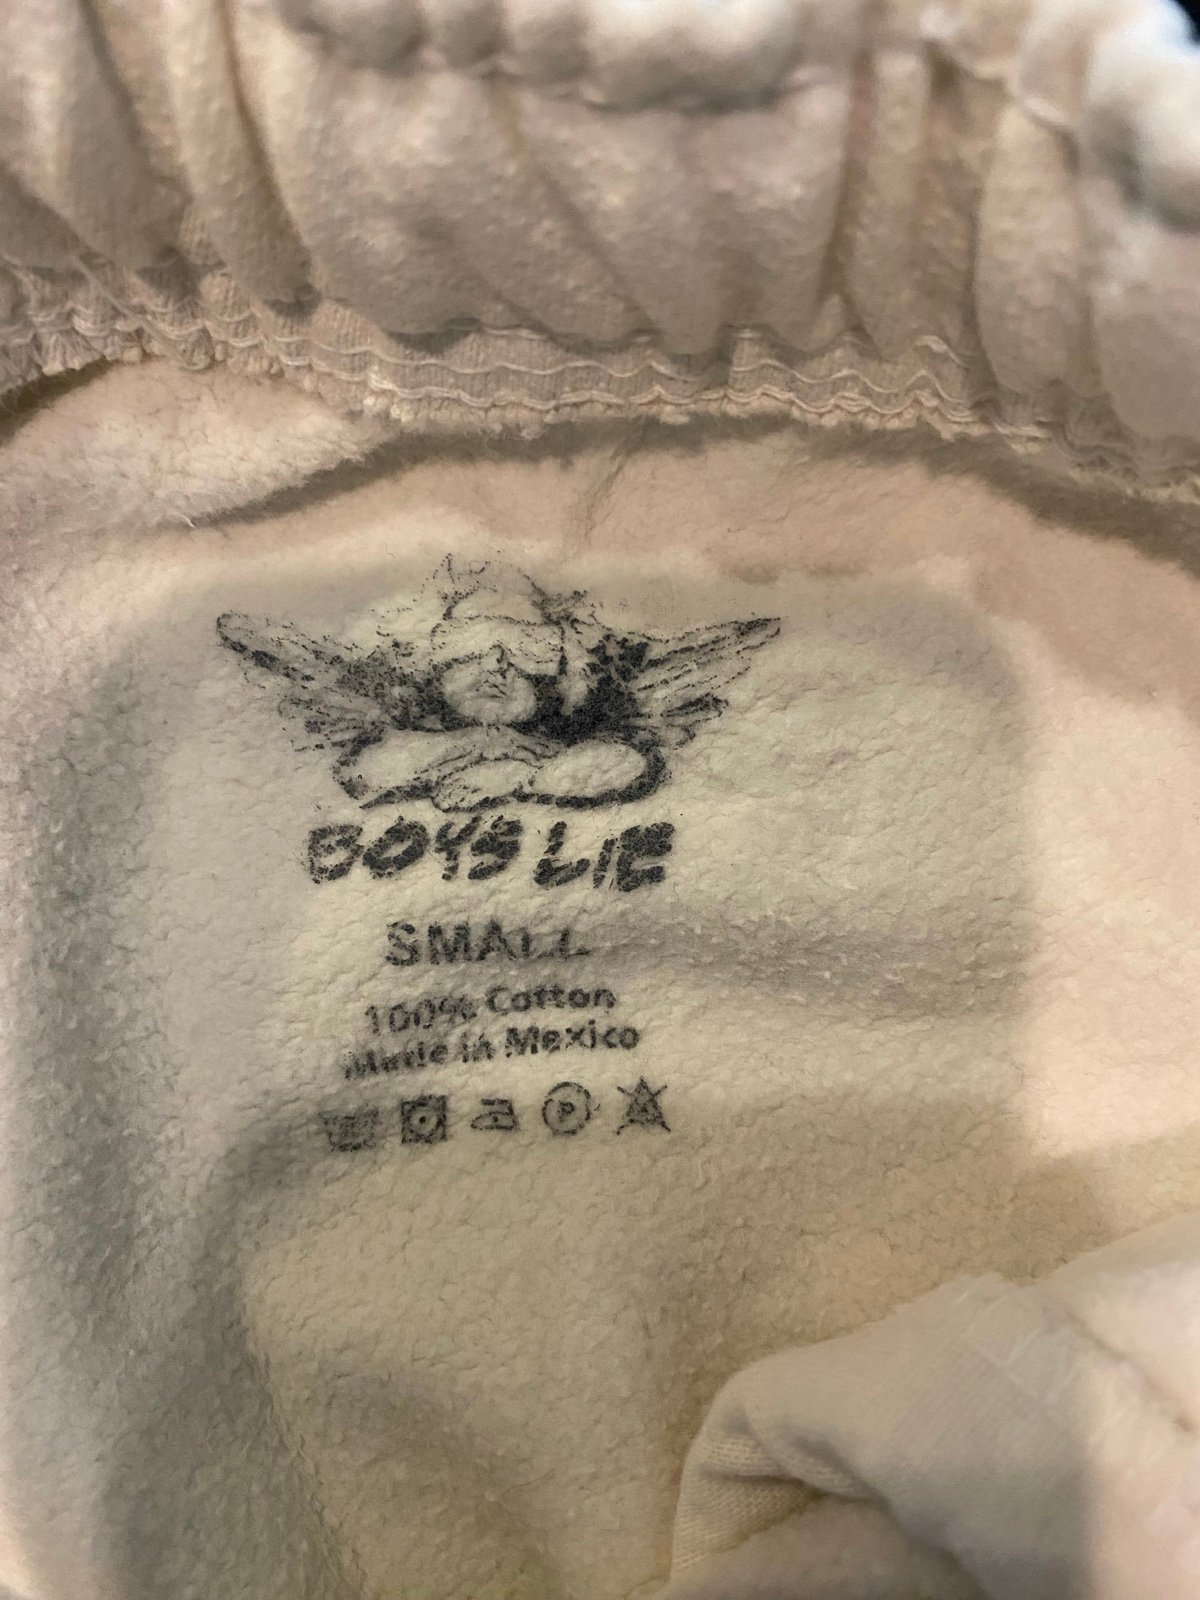 BOYS LIE
SMALL
100% Cotton
Made in Mexico